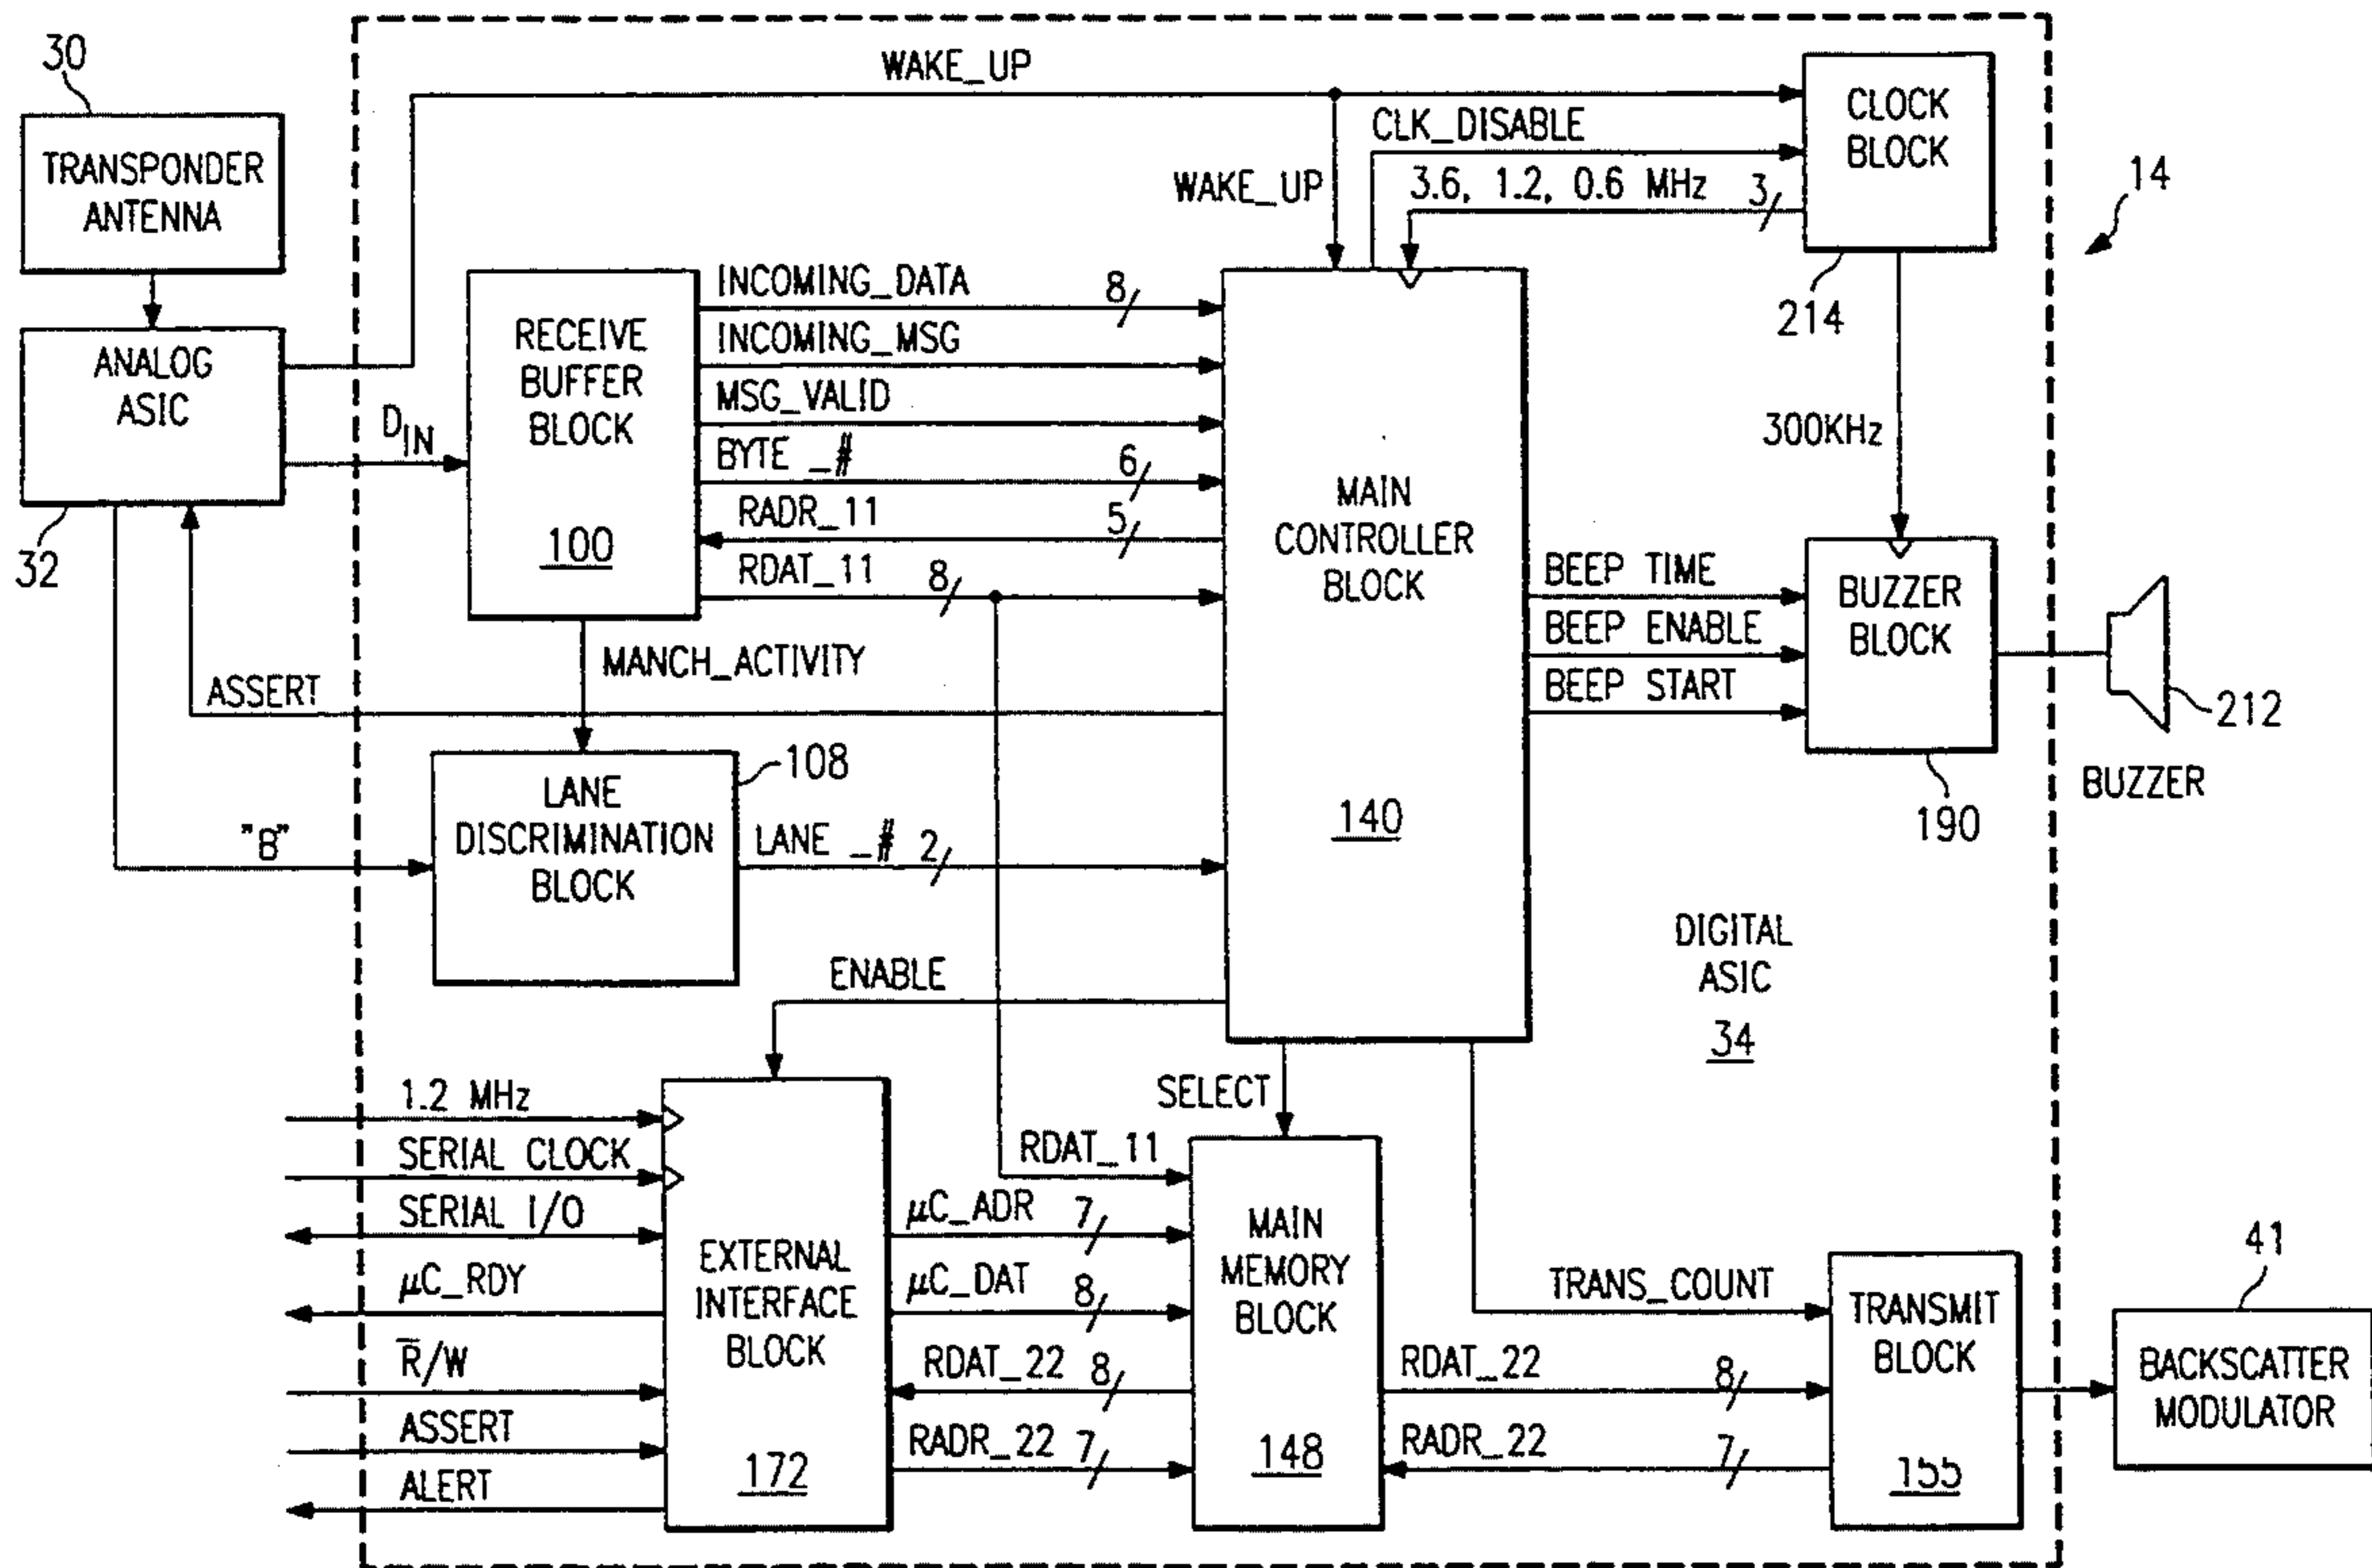 30
TRANSPONDER
ANTENNA
ANALOG
ASIC
32
WAKE_UP
WAKE_UP
CLK_DISABLE
3.6, 1.2, 0.6 MHz
3
CLOCK
BLOCK
214
14
D_IN
RECEIVE
BUFFER
BLOCK
100
INCOMING_DATA
8
INCOMING_MSG
MSG_VALID
BYTE _#
6
RADR_11
5
RDAT_11
8
MAIN
CONTROLLER
BLOCK
140
300KHz
BEEP TIME
BEEP ENABLE
BEEP START
BUZZER
BLOCK
190
212
BUZZER
MANCH_ACTIVITY
ASSERT
"B"
LANE
DISCRIMINATION
BLOCK
108
LANE _#
2
ENABLE
DIGITAL
ASIC
34
SELECT
1.2 MHz
SERIAL CLOCK
SERIAL I/O
μC_RDY
R̅/W
ASSERT
ALERT
EXTERNAL
INTERFACE
BLOCK
172
RDAT_11
μC_ADR
7
μC_DAT
8
RDAT_22
8
RADR_22
7
MAIN
MEMORY
BLOCK
148
TRANS_COUNT
RDAT_22
8
RADR_22
7
TRANSMIT
BLOCK
155
41
BACKSCATTER
MODULATOR